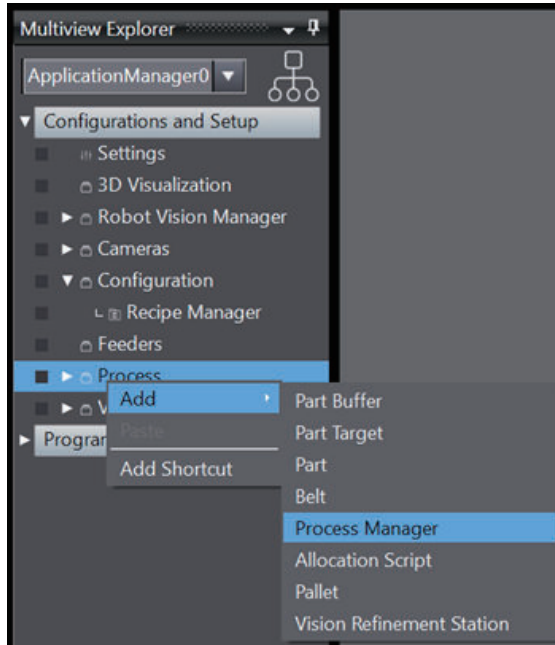 Multiview Explorer
ApplicationManager0
Configurations and Setup
Settings
3D Visualization
Robot Vision Manager
Cameras
Configuration
Recipe Manager
Feeders
Process
Add
Paste
Add Shortcut
Part Buffer
Part Target
Part
Belt
Process Manager
Allocation Script
Pallet
Vision Refinement Station